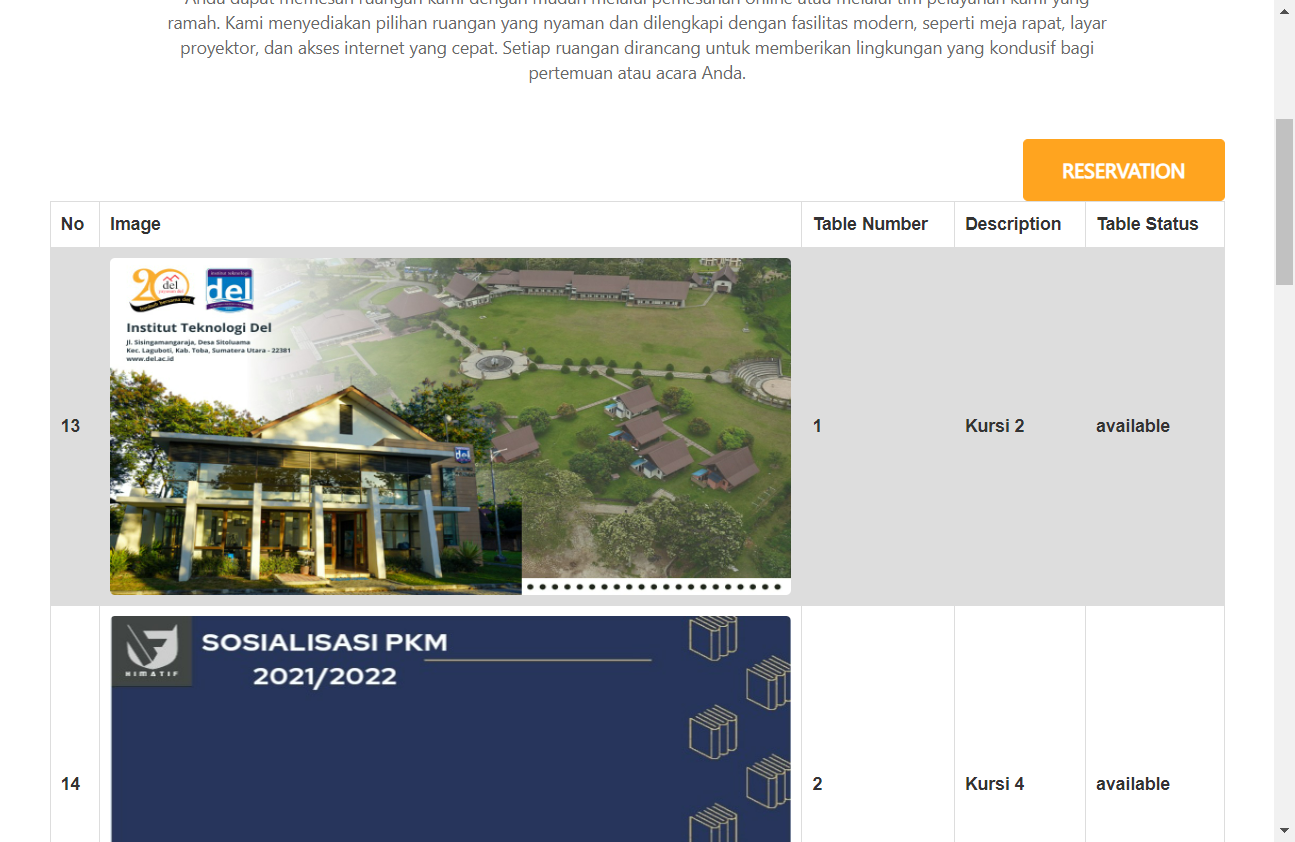 Anda dapat memesan ruangan kami dengan mudah melalui pemesanan online atau melalui tim pelayanan kami yang
ramah. Kami menyediakan pilihan ruangan yang nyaman dan dilengkapi dengan fasilitas modern, seperti meja rapat, layar
proyektor, dan akses internet yang cepat. Setiap ruangan dirancang untuk memberikan lingkungan yang kondusif bagi
pertemuan atau acara Anda.
RESERVATION
No Image Table Number Description Table Status
20 del
institut teknologi
del
Institut Teknologi Del
Jl. Sisingamangaraja, Desa Sitoluama
Kec. Laguboti, Kab. Toba, Sumatera Utara - 22381
www.del.ac.id
del
13 1 Kursi 2 available
HIMATIF
SOSIALISASI PKM
2021/2022
14 2 Kursi 4 available